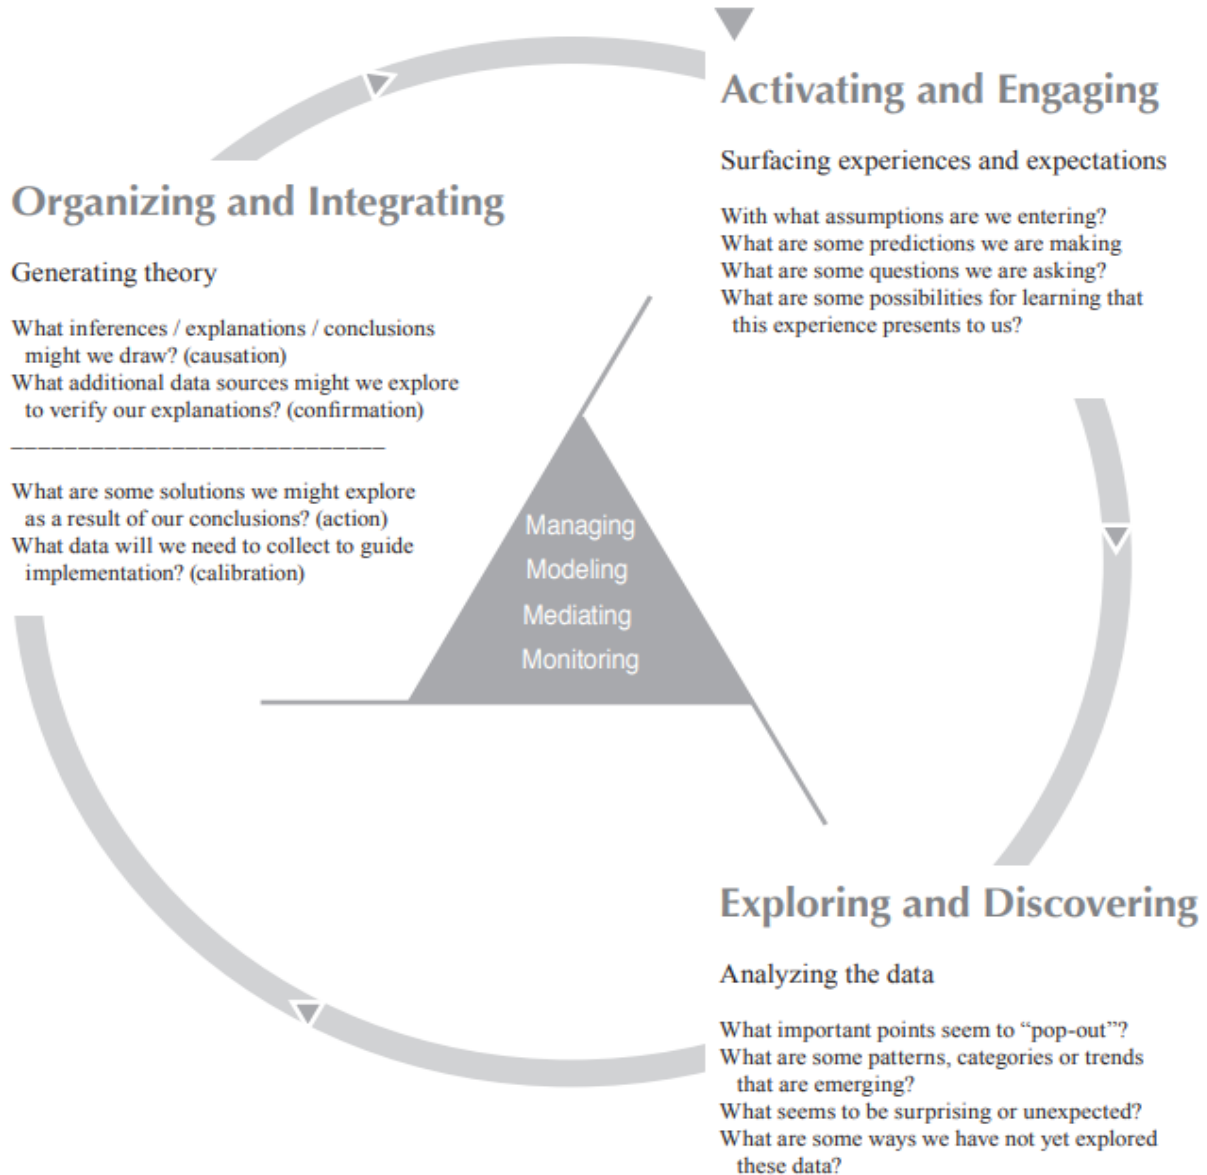 Activating and Engaging
Surfacing experiences and expectations
With what assumptions are we entering?
What are some predictions we are making
What are some questions we are asking?
What are some possibilities for learning that
this experience presents to us?
Organizing and Integrating
Generating theory
What inferences / explanations / conclusions
might we draw? (causation)
What additional data sources might we explore
to verify our explanations? (confirmation)
What are some solutions we might explore
as a result of our conclusions? (action)
What data will we need to collect to guide
implementation? (calibration)
Managing
Modeling
Mediating
Monitoring
Exploring and Discovering
Analyzing the data
What important points seem to “pop-out”?
What are some patterns, categories or trends
that are emerging?
What seems to be surprising or unexpected?
What are some ways we have not yet explored
these data?